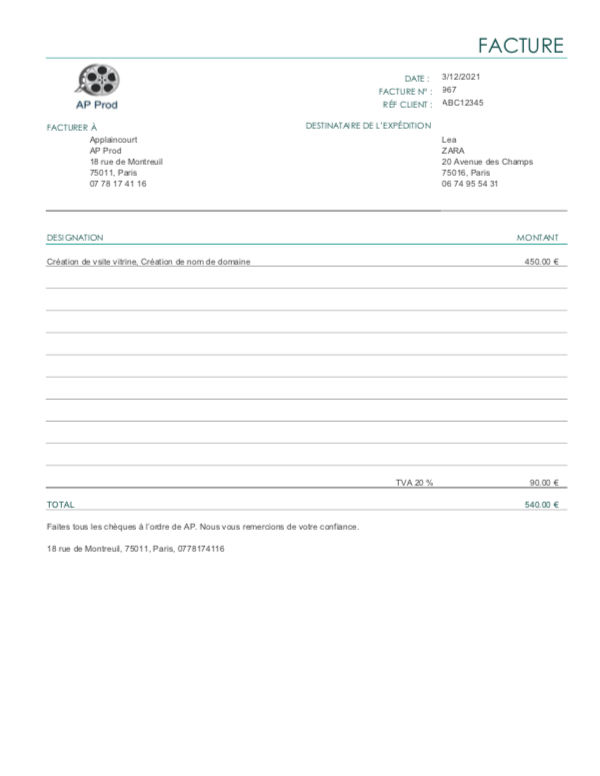 FACTURE
AP Prod
DATE : 3/12/2021
FACTURE N° : 967
RÉF CLIENT : ABC12345
FACTURER À
Applaincourt
AP Prod
18 rue de Montreuil
75011, Paris
07 78 17 41 16
DESTINATAIRE DE L'EXPÉDITION
Lea
ZARA
20 Avenue des Champs
75016, Paris
06 74 95 54 31
DESIGNATION MONTANT
Création de vsite vitrine, Création de nom de domaine 450.00 €
TVA 20 % 90.00 €
TOTAL 540.00 €
Faites tous les chèques à l'ordre de AP. Nous vous remercions de votre confiance.
18 rue de Montreuil, 75011, Paris, 0778174116